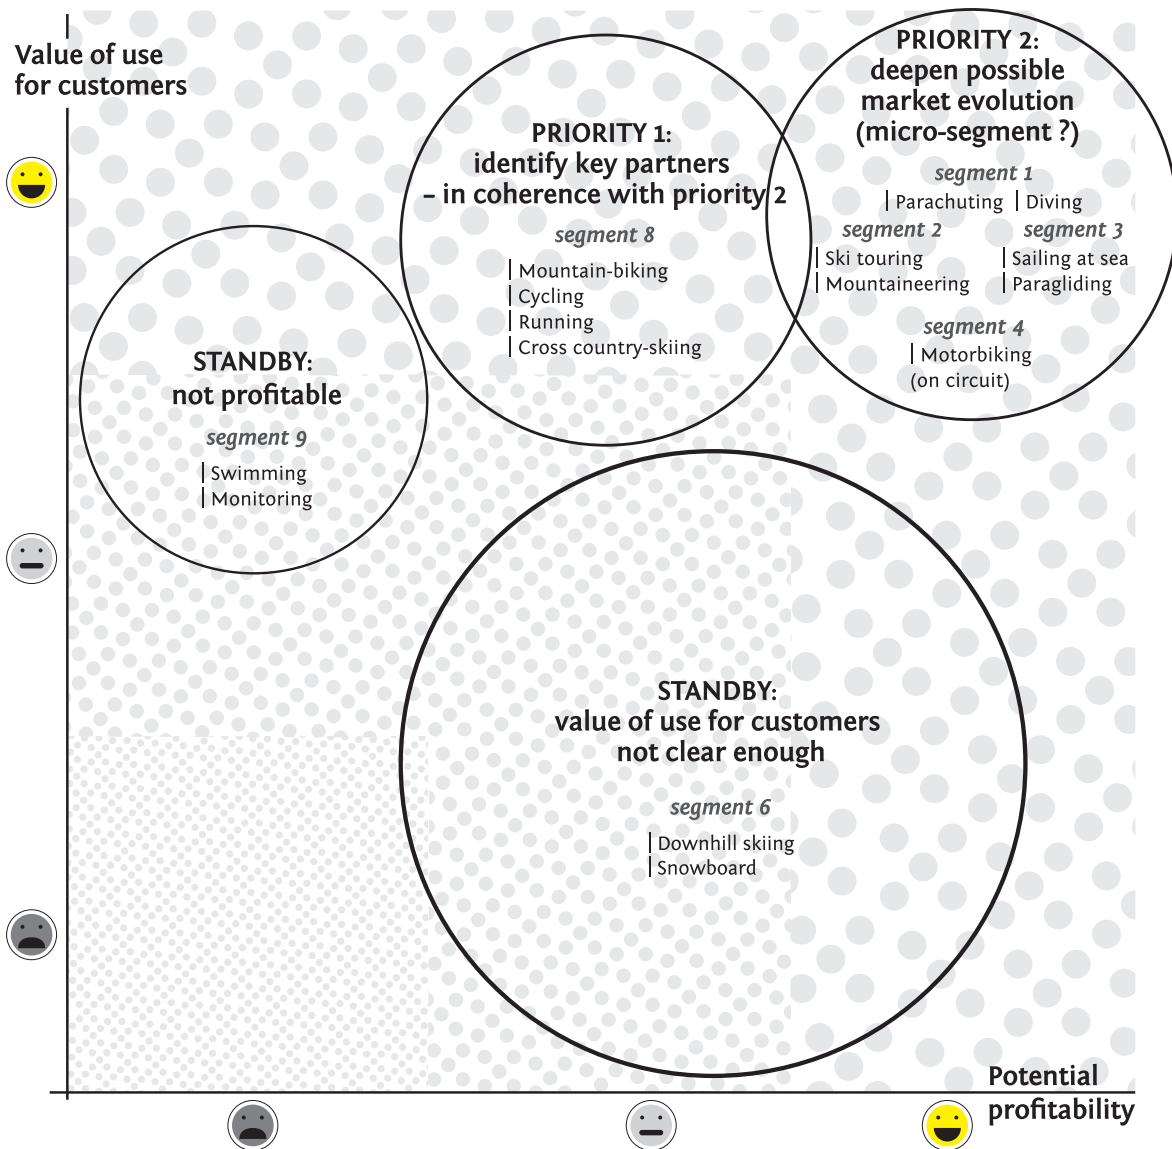 Value of use
for customers
PRIORITY 1:
identify key partners
– in coherence with priority 2
segment 8
Mountain-biking
Cycling
Running
Cross country-skiing
PRIORITY 2:
deepen possible
market evolution
(micro-segment ?)
segment 1
Parachuting
Diving
segment 2
Ski touring
Mountaineering
segment 3
Sailing at sea
Paragliding
segment 4
Motorbiking
(on circuit)
STANDBY:
not profitable
segment 9
Swimming
Monitoring
STANDBY:
value of use for customers
not clear enough
segment 6
Downhill skiing
Snowboard
Potential
profitability